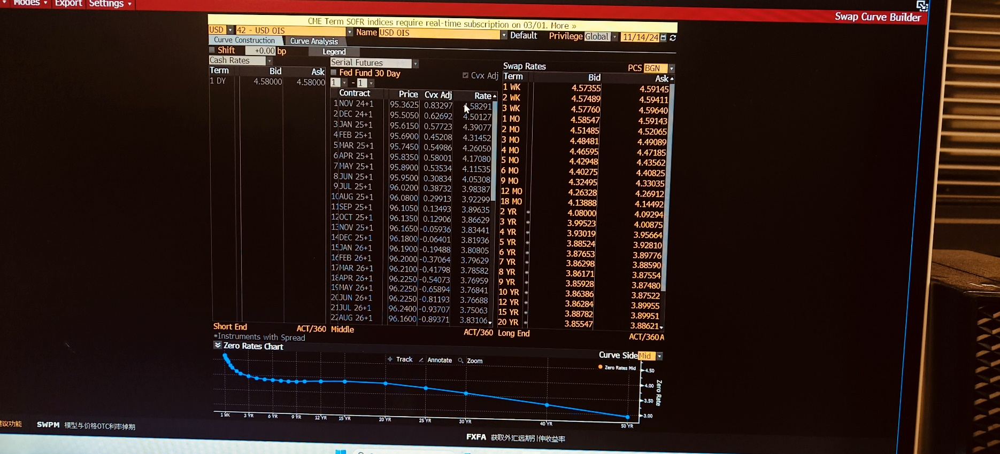 Modes Export Settings
Swap Curve Builder
CME Term SOFR indices require real-time subscription on 03/01. More »
USD 42 - USD OIS Name USD OIS Default Privilege Global 11/14/24
Curve Construction Curve Analysis
Shift +0.00 bp Legend
Cash Rates
Term Bid Ask
1 DY 4.58000 4.58000
Short End ACT/360
Serial Futures
Fed Fund 30 Day Cvx Adj
1 - 1
Contract Price Cvx Adj Rate
1 NOV 24+1 95.3625 0.83297 .58291
2 DEC 24+1 95.5050 0.62692 4.50127
3 JAN 25+1 95.6150 0.57723 4.39077
4 FEB 25+1 95.6900 0.45208 4.31452
5 MAR 25+1 95.7450 0.54986 4.26050
6 APR 25+1 95.8350 0.58001 4.17080
7 MAY 25+1 95.8900 0.53534 4.11535
8 JUN 25+1 95.9500 0.30834 4.05308
9 JUL 25+1 96.0200 0.38732 3.98387
10 AUG 25+1 96.0800 0.29913 3.92299
11 SEP 25+1 96.1050 0.13493 3.89635
12 OCT 25+1 96.1350 0.12906 3.86629
13 NOV 25+1 96.1650 -0.05936 3.83441
14 DEC 25+1 96.1800 -0.06401 3.81936
15 JAN 26+1 96.1900 -0.19488 3.80805
16 FEB 26+1 96.2000 -0.37064 3.79629
17 MAR 26+1 96.2100 -0.41798 3.78582
18 APR 26+1 96.2250 -0.54073 3.76959
19 MAY 26+1 96.2250 -0.65894 3.76841
20 JUN 26+1 96.2250 -0.81193 3.76688
21 JUL 26+1 96.2400 -0.93707 3.75063
22 AUG 26+1 96.1600 -0.89371 3.83106
Middle ACT/360
Swap Rates PCS BGN
Term Bid Ask
1 WK 4.57355 4.59145
2 WK 4.57489 4.59411
3 WK 4.57760 4.59640
1 MO 4.58547 4.59143
2 MO 4.51485 4.52065
3 MO 4.48481 4.49089
4 MO 4.46595 4.47185
5 MO 4.42948 4.43562
6 MO 4.40275 4.40825
9 MO 4.32495 4.33035
12 MO 4.26328 4.26912
18 MO 4.13888 4.14492
2 YR * 4.08000 4.09294
3 YR * 3.99523 4.00875
4 YR * 3.93019 3.95664
5 YR * 3.88524 3.92810
6 YR * 3.87653 3.89776
7 YR * 3.86298 3.88590
8 YR * 3.86171 3.87554
9 YR * 3.85928 3.87480
10 YR * 3.86386 3.87522
12 YR * 3.86284 3.89955
15 YR * 3.88782 3.89951
20 YR * 3.85547 3.88621
Long End ACT/360 A
*Instruments with Spread
Zero Rates Chart Curve Side Mid
Track Annotate Zoom
Zero Rates Mid
4.50
4.00
3.50
3.00
Zero Rate
1 WK 3 YR 6 YR 9 YR 12 YR 15 YR 20 YR 25 YR 30 YR 40 YR 50 YR
议功能 SWPM 模型与价格OTC利率掉期
FXFA 获取外汇远期引伸收益率